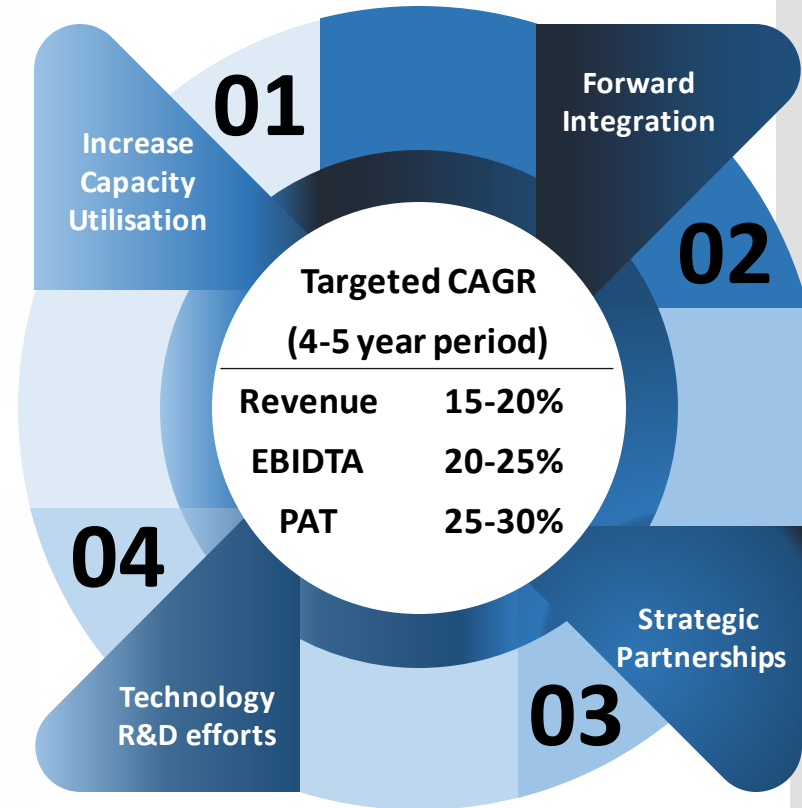 01
Increase
Capacity
Utilisation
Forward
Integration
02
Targeted CAGR
(4-5 year period)
Revenue 15-20%
EBIDTA 20-25%
PAT 25-30%
Strategic
Partnerships
03
04
Technology
R&D efforts